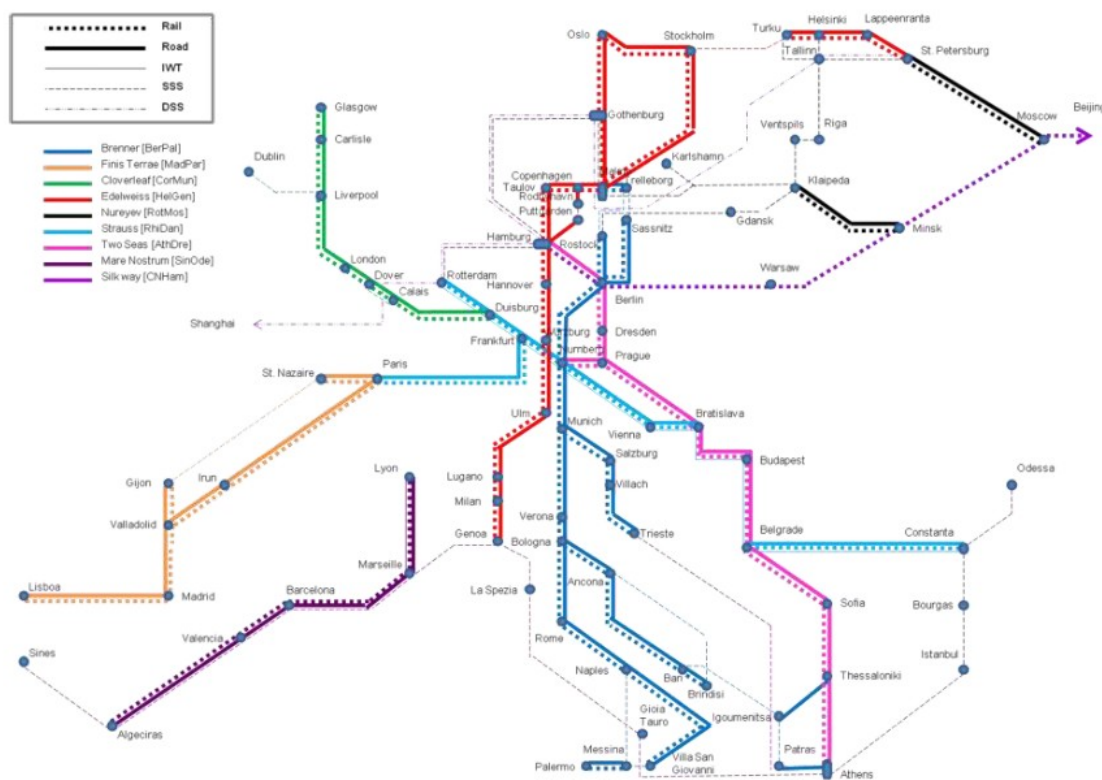 Rail
Road
IWT
SSS
DSS
Brenner [BerPal]
Finis Terrae [MadPar]
Cloverleaf [CorMun]
Edelweiss [HelGen]
Nureyev [RotMos]
Strauss [RhiDan]
Two Seas [AthDre]
Mare Nostrum [SinOde]
Silk way [CNHam]
Oslo
Stockholm
Turku
Helsinki
Lappeenranta
Tallinn
St. Petersburg
Glasgow
Gothenburg
Moscow
Beijing
Carlisle
Ventspils
Riga
Dublin
Karlshamn
Copenhagen
Trelleborg
Taulov
Klaipeda
Liverpool
Puttgarden
Gdansk
Sassnitz
Minsk
Hamburg
Rostock
London
Dover
Rotterdam
Hannover
Warsaw
Calais
Berlin
Duisburg
Shanghai
Frankfurt
Dresden
Prague
St. Nazaire
Paris
Ulm
Munich
Vienna
Bratislava
Salzburg
Budapest
Gijon
Irun
Lyon
Lugano
Villach
Odessa
Milan
Valladolid
Verona
Trieste
Genoa
Bologna
Belgrade
Constanta
Marseille
Lisboa
Madrid
Barcelona
La Spezia
Ancona
Sofia
Bourgas
Valencia
Rome
Sines
Naples
Bari
Brindisi
Thessaloniki
Istanbul
Algeciras
Gioia
Tauro
Igoumenitsa
Messina
Patras
Palermo
Villa San
Giovanni
Athens